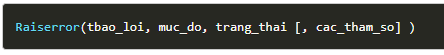 Raiserror(tbao_loi, muc_do, trang_thai [, cac_tham_so] )